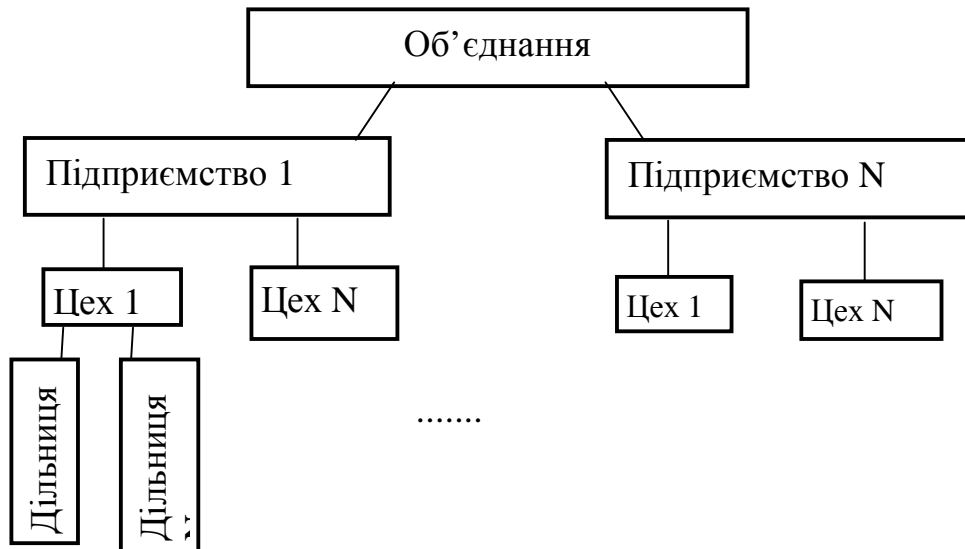 Об’єднання
Підприємство 1
Підприємство N
Цех 1
Цех N
Цех 1
Цех N
Дільниця
Дільниця
.......